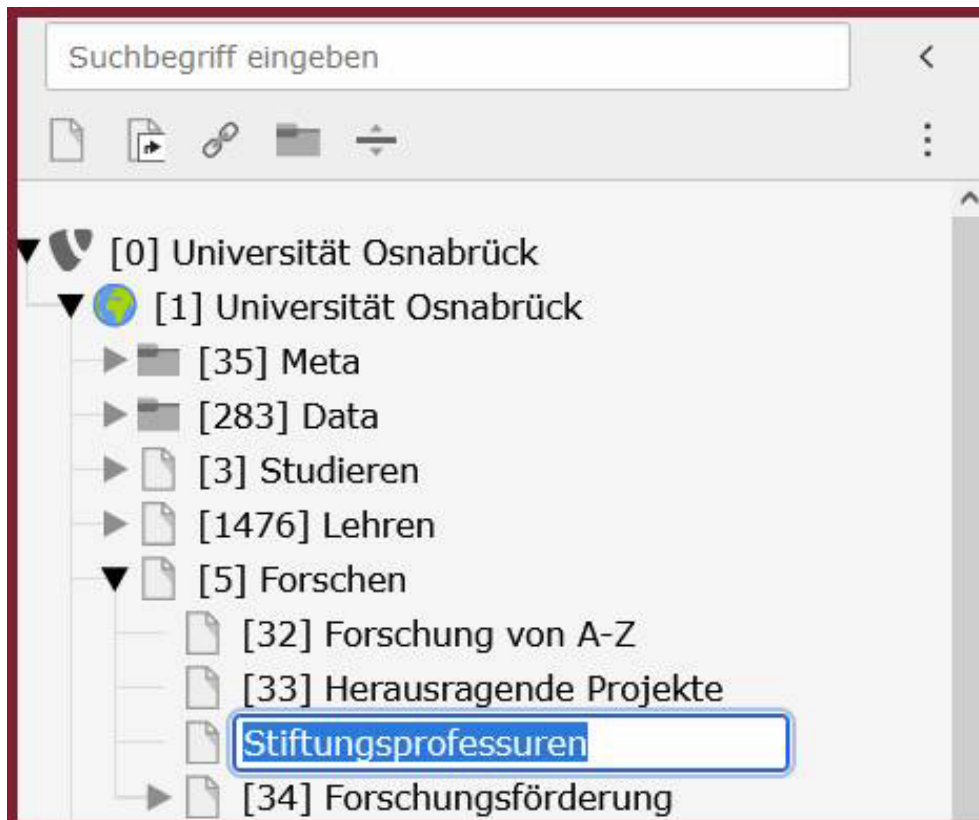 Suchbegriff eingeben
[0] Universität Osnabrück
[1] Universität Osnabrück
[35] Meta
[283] Data
[3] Studieren
[1476] Lehren
[5] Forschen
[32] Forschung von A-Z
[33] Herausragende Projekte
Stiftungsprofessuren
[34] Forschungsförderung